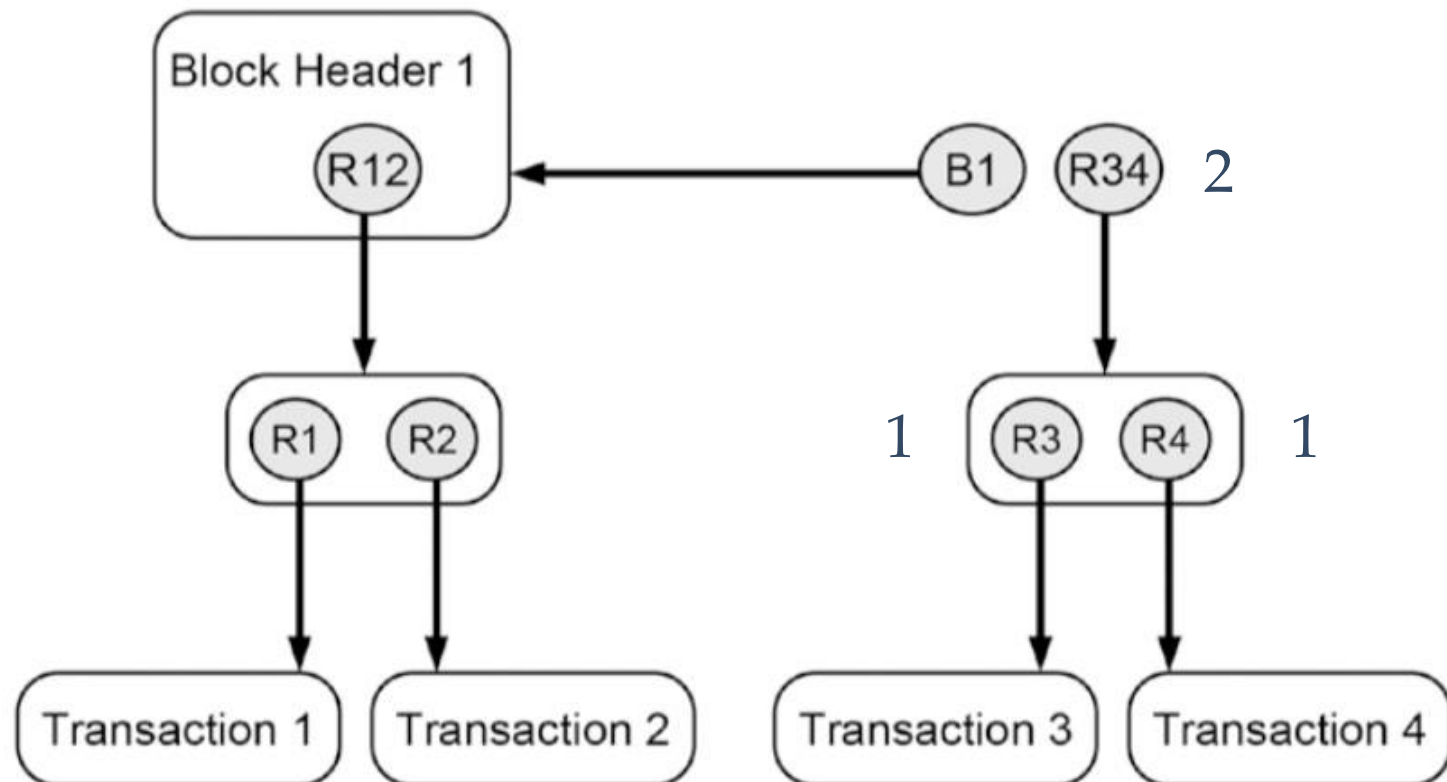 Block Header 1
R12
B1
R34
2
R1
R2
1
R3
R4
1
Transaction 1
Transaction 2
Transaction 3
Transaction 4